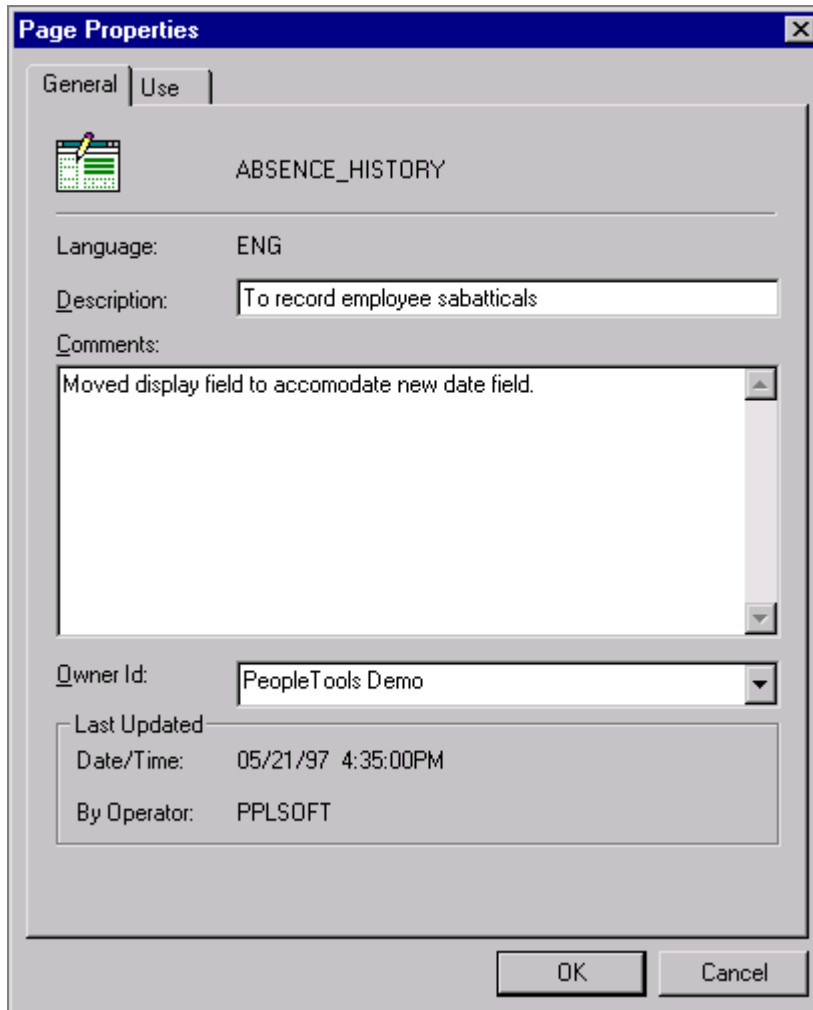 Page Properties
General Use
ABSENCE_HISTORY
Language: ENG
Description: To record employee sabatticals
Comments:
Moved display field to accomodate new date field.
Owner Id: PeopleTools Demo
Last Updated
Date/Time: 05/21/97 4:35:00PM
By Operator: PPLSOFT
OK Cancel